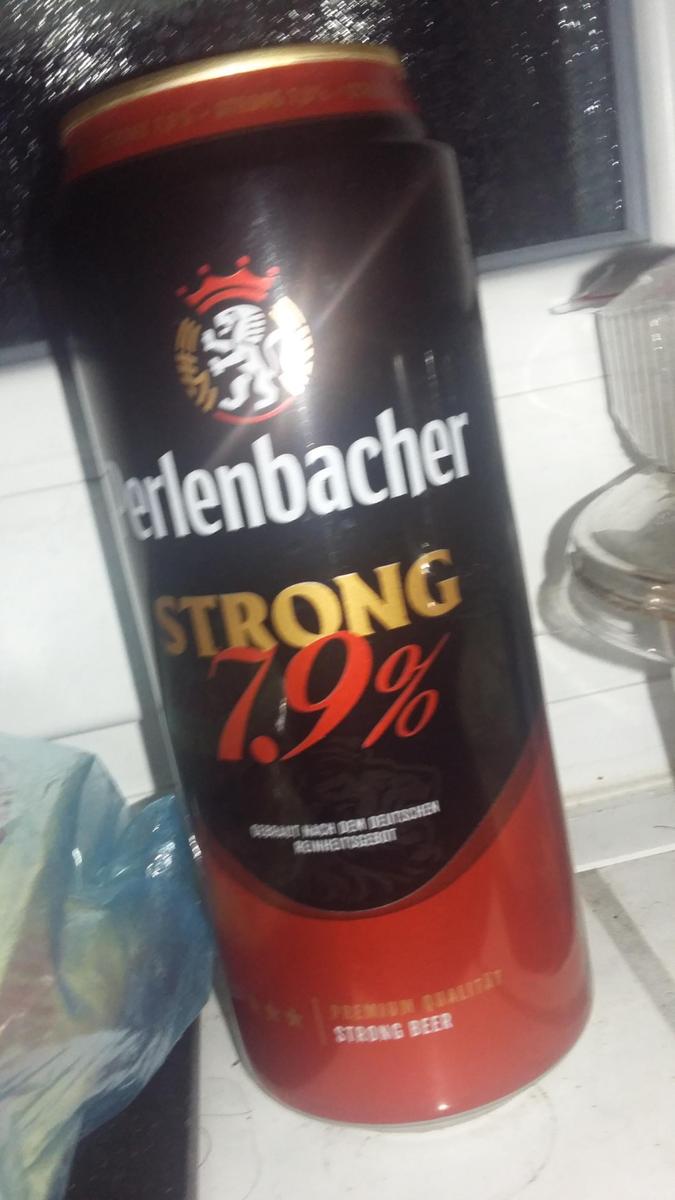 Perlenbacher
STRONG
7.9%
GEBRAUT NACH DEM DEUTSCHEN
REINHEITSGEBOT
PREMIUM QUALITÄT
STRONG BEER